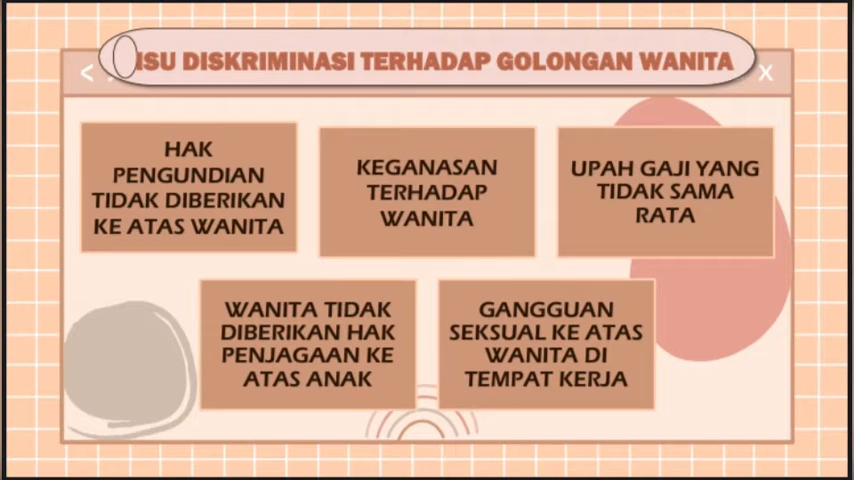 ISU DISKRIMINASI TERHADAP GOLONGAN WANITA
< X
HAK
PENGUNDIAN
TIDAK DIBERIKAN
KE ATAS WANITA
KEGANASAN
TERHADAP
WANITA
UPAH GAJI YANG
TIDAK SAMA
RATA
WANITA TIDAK
DIBERIKAN HAK
PENJAGAAN KE
ATAS ANAK
GANGGUAN
SEKSUAL KE ATAS
WANITA DI
TEMPAT KERJA